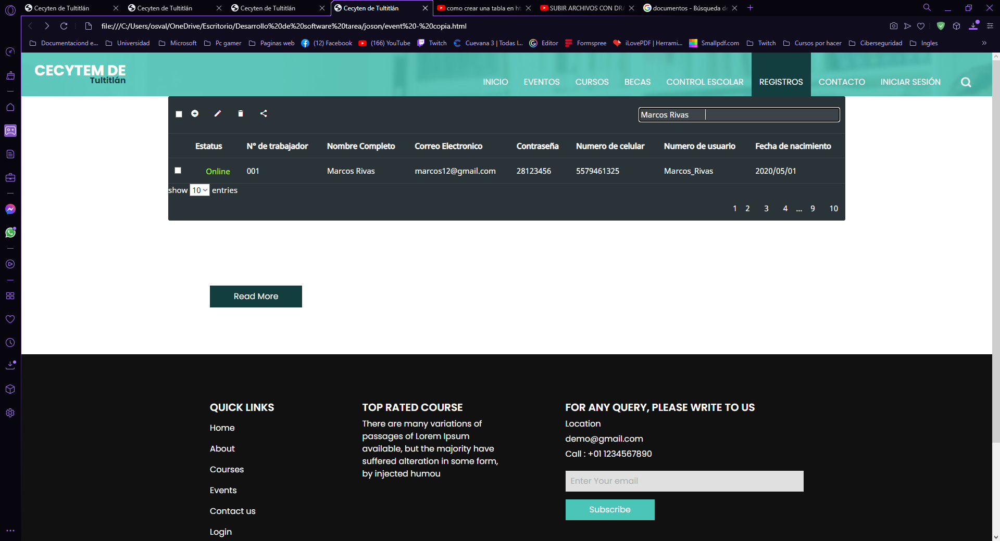 Cecyten de Tultitlán
Cecyten de Tultitlán
Cecyten de Tultitlán
Cecyten de Tultitlán
como crear una tabla en ht
SUBIR ARCHIVOS CON DRA
documentos - Búsqueda de
file:///C:/Users/osval/OneDrive/Escritorio/Desarrollo%20de%20software%20tarea/joson/event%20-%20copia.html
Documentaciond e...
Universidad
Microsoft
Pc gamer
Paginas web
(12) Facebook
(166) YouTube
Twitch
Cuevana 3 | Todas l...
Editor
Formspree
iLovePDF | Herrami...
Smallpdf.com
Twitch
Cursos por hacer
Ciberseguridad
Ingles
»
CECYTEM DE
Tultitlán
INICIO
EVENTOS
CURSOS
BECAS
CONTROL ESCOLAR
REGISTROS
CONTACTO
INICIAR SESIÓN
Marcos Rivas
Estatus
N° de trabajador
Nombre Completo
Correo Electronico
Contraseña
Numero de celular
Numero de usuario
Fecha de nacimiento
Online
001
Marcos Rivas
marcos12@gmail.com
28123456
5579461325
Marcos_Rivas
2020/05/01
show 10 entries
1 2 3 4 ... 9 10
Read More
QUICK LINKS
Home
About
Courses
Events
Contact us
Login
TOP RATED COURSE
There are many variations of
passages of Lorem Ipsum
available, but the majority have
suffered alteration in some form,
by injected humou
FOR ANY QUERY, PLEASE WRITE TO US
Location
demo@gmail.com
Call : +01 1234567890
Enter Your email
Subscribe